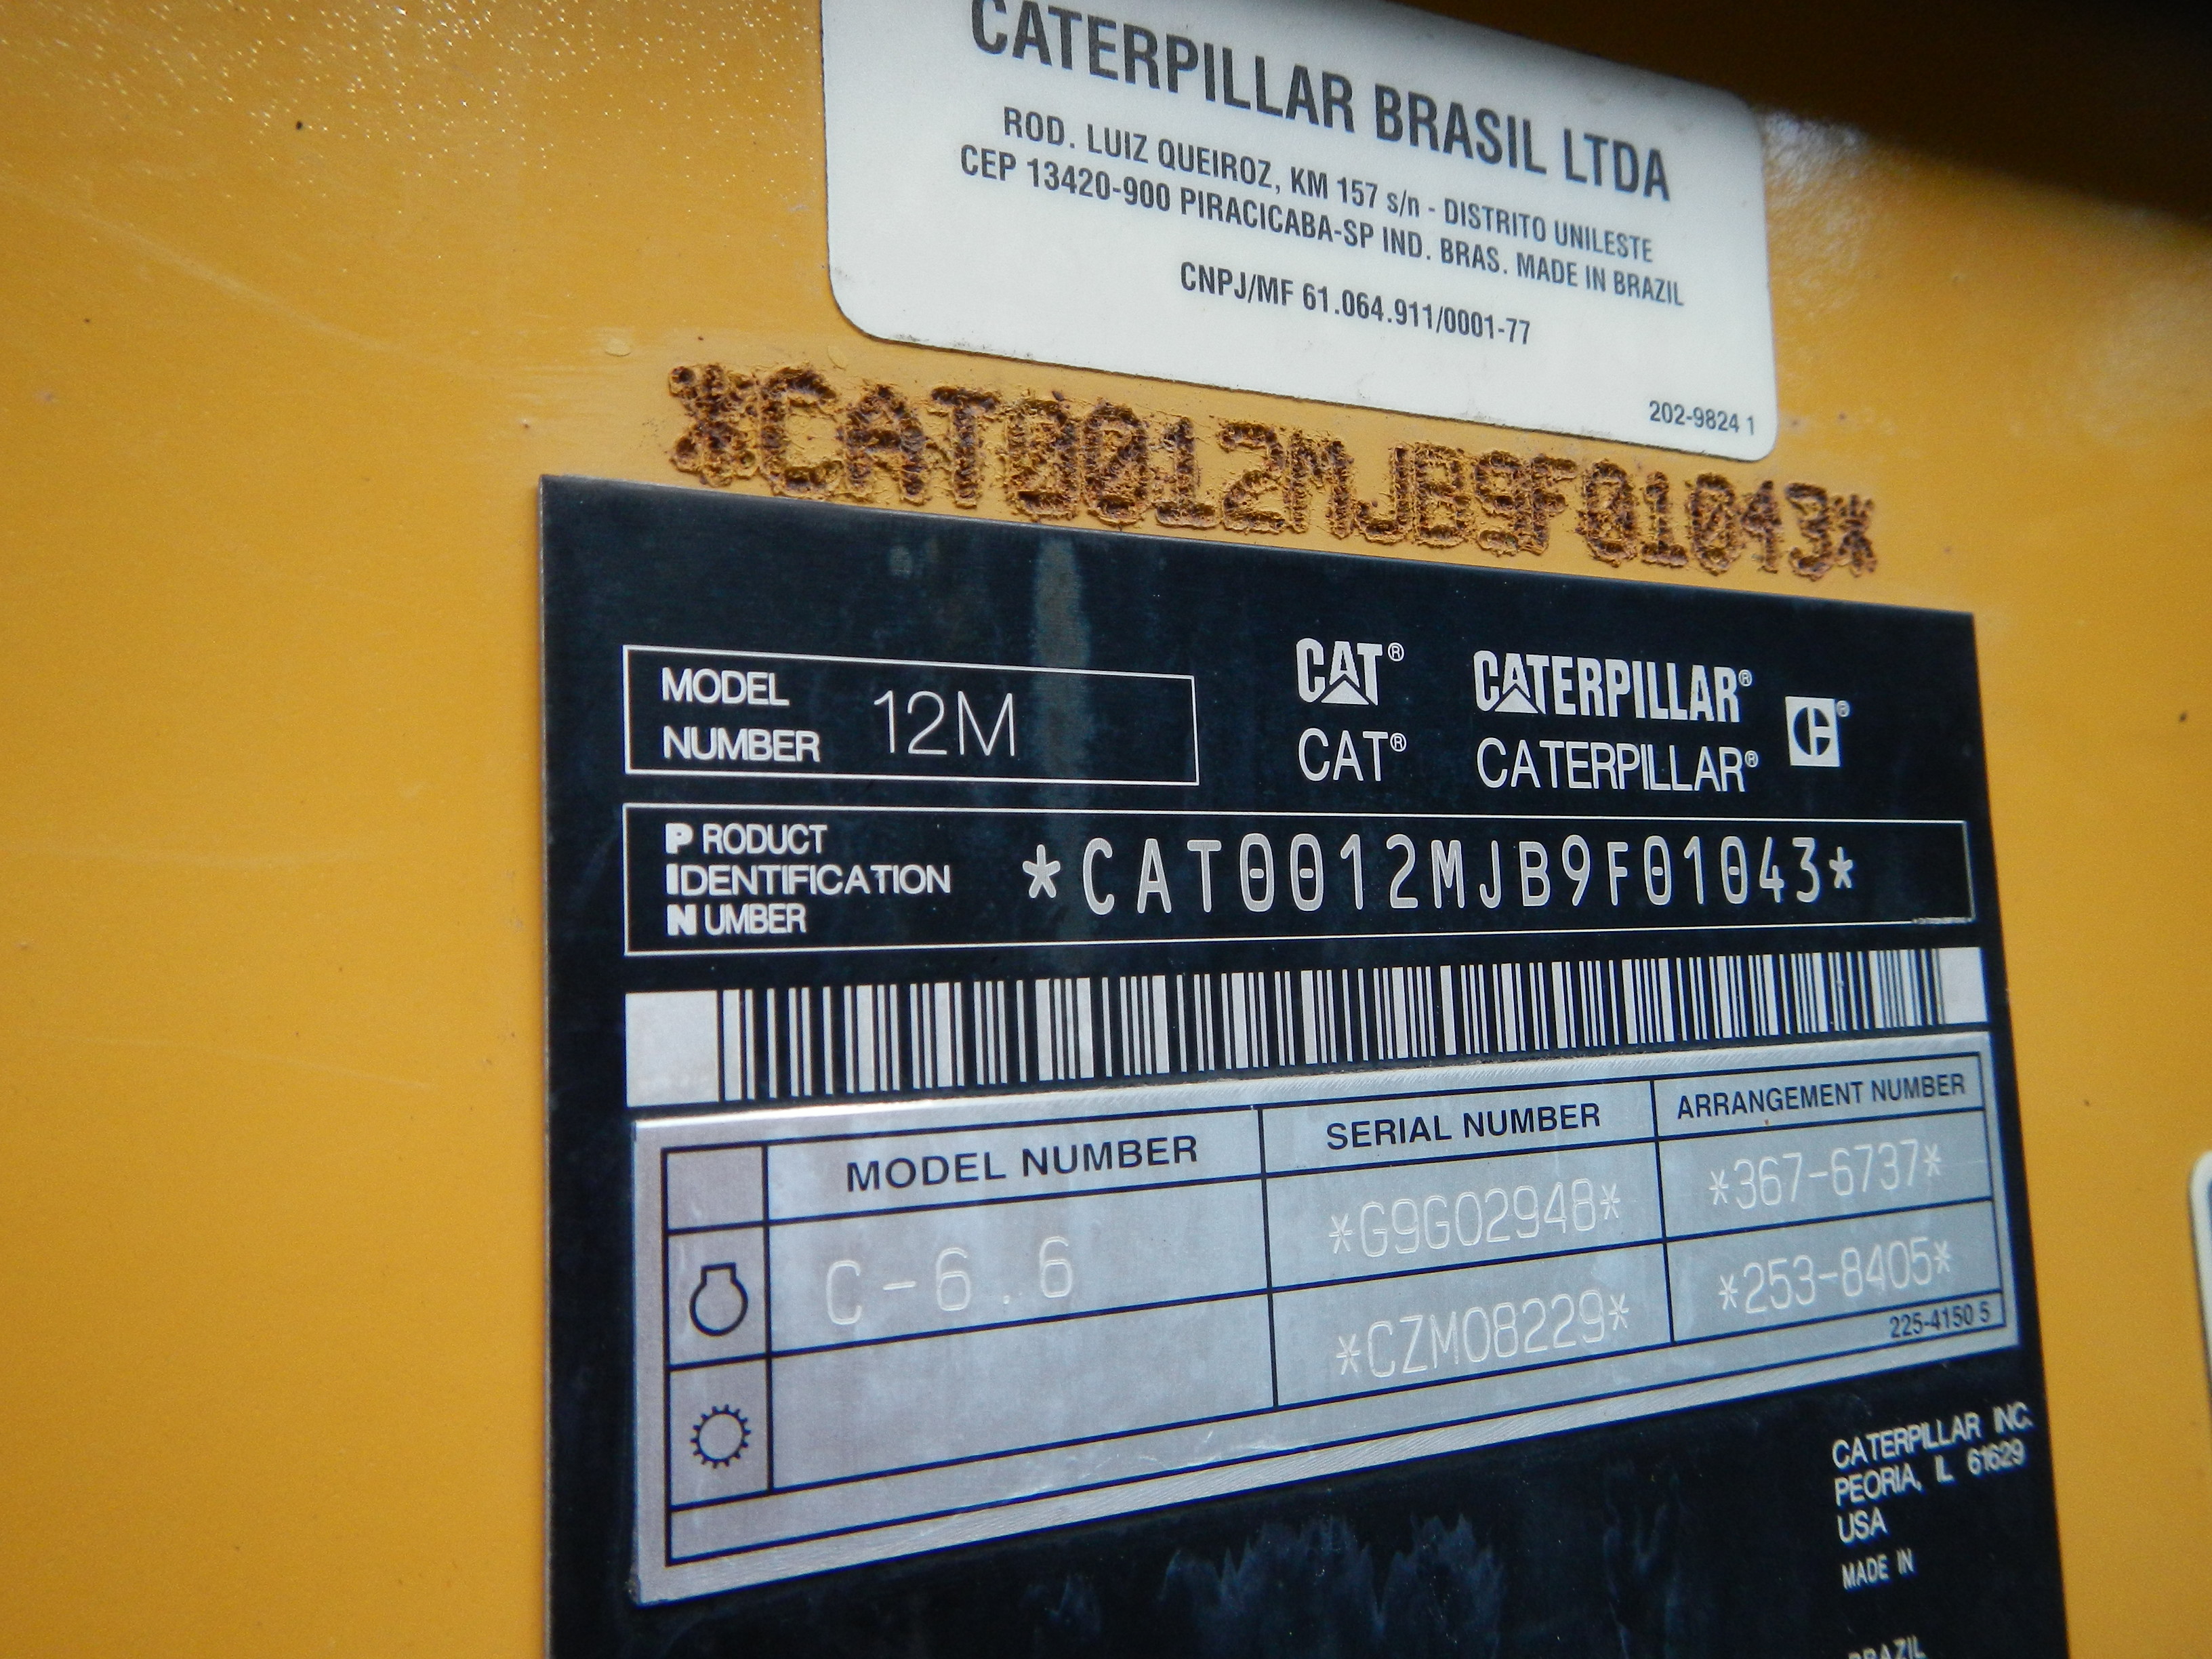 CATERPILLAR BRASIL LTDA
ROD. LUIZ QUEIROZ, KM 157 s/n - DISTRITO UNILESTE
CEP 13420-900 PIRACICABA-SP IND. BRAS. MADE IN BRAZIL
CNPJ/MF 61.064.911/0001-77
202-9824 1
*CAT0012MJB9F01043*
MODEL NUMBER 12M
CAT® CATERPILLAR® C®
CAT® CATERPILLAR®
PRODUCT
IDENTIFICATION
NUMBER
*CAT0012MJB9F01043*
MODEL NUMBER SERIAL NUMBER ARRANGEMENT NUMBER
C-6.6 *G9G02948* *367-6737*
*CZM08229* *253-8405*
225-4150 5
CATERPILLAR INC.
PEORIA, IL 61629
USA
MADE IN
BRAZIL